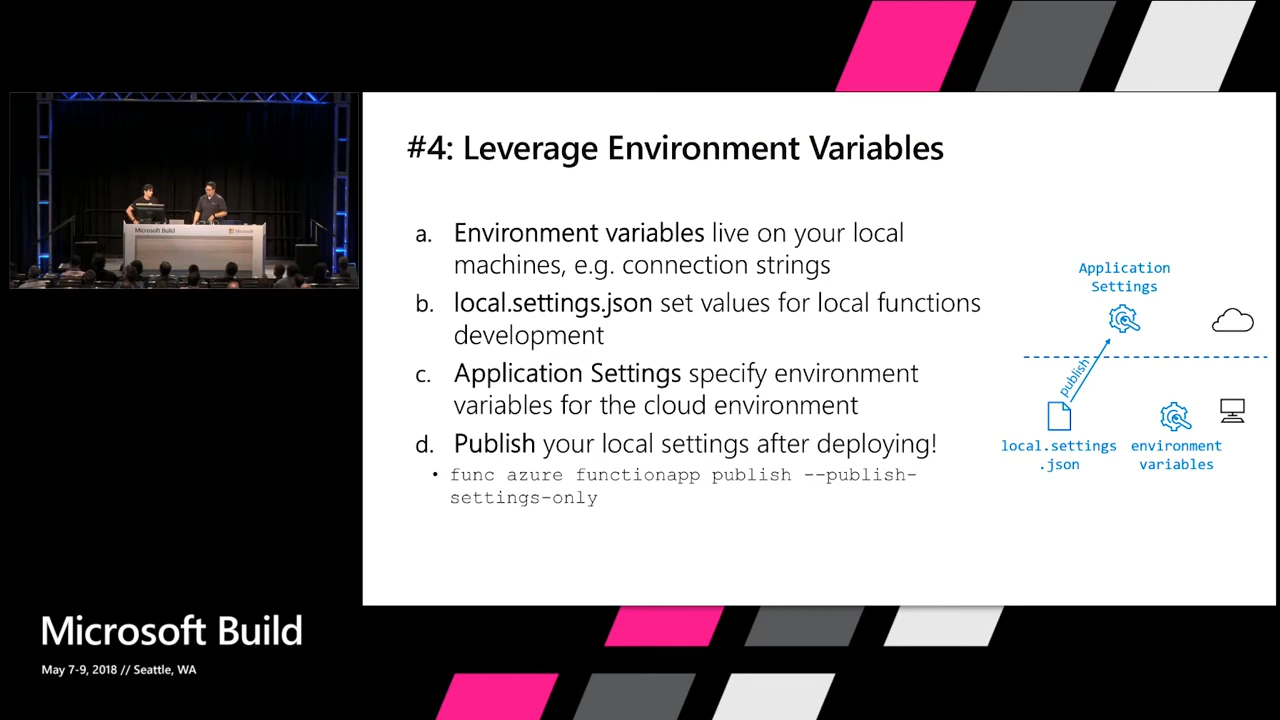 #4: Leverage Environment Variables
a. Environment variables live on your local
machines, e.g. connection strings
b. local.settings.json set values for local functions
development
c. Application Settings specify environment
variables for the cloud environment
d. Publish your local settings after deploying!
• func azure functionapp publish --publish-
settings-only
Application
Settings
publish
local.settings
.json
environment
variables
Microsoft Build
Microsoft
Microsoft Build
May 7-9, 2018 // Seattle, WA